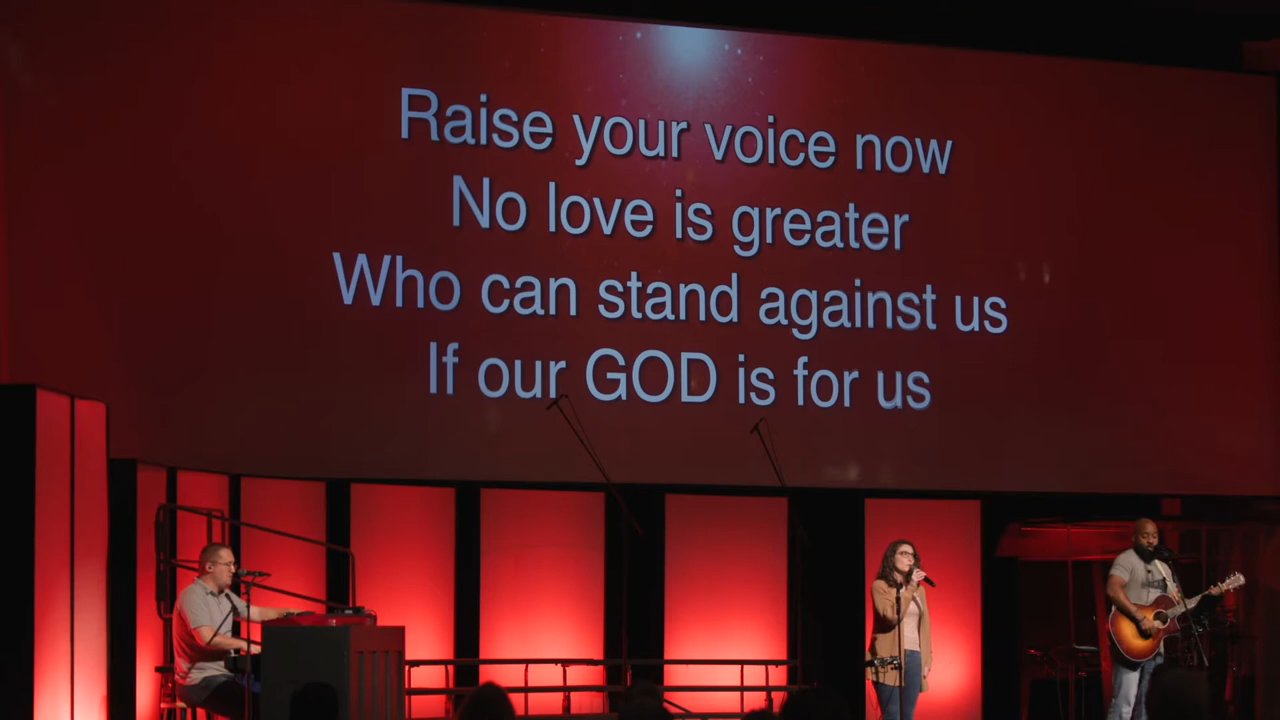 Raise your voice now
No love is greater
Who can stand against us
If our GOD is for us